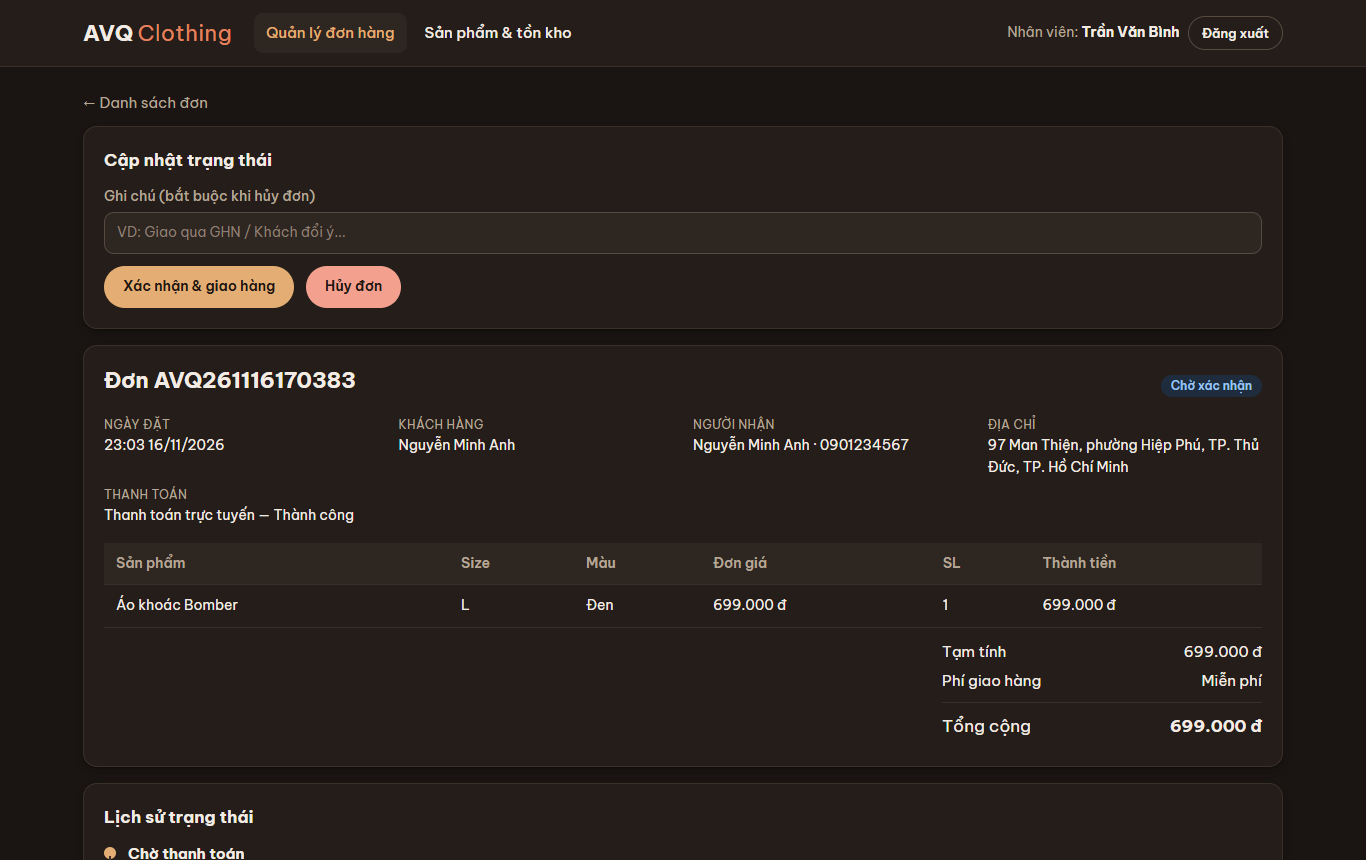 AVQ Clothing
Quản lý đơn hàng
Sản phẩm & tồn kho
Nhân viên: Trần Văn Bình
Đăng xuất
← Danh sách đơn
Cập nhật trạng thái
Ghi chú (bắt buộc khi hủy đơn)
VD: Giao qua GHN / Khách đổi ý...
Xác nhận & giao hàng
Hủy đơn
Đơn AVQ261116170383
Chờ xác nhận
NGÀY ĐẶT
23:03 16/11/2026
KHÁCH HÀNG
Nguyễn Minh Anh
NGƯỜI NHẬN
Nguyễn Minh Anh · 0901234567
ĐỊA CHỈ
97 Man Thiện, phường Hiệp Phú, TP. Thủ
Đức, TP. Hồ Chí Minh
THANH TOÁN
Thanh toán trực tuyến — Thành công
Sản phẩm Size Màu Đơn giá SL Thành tiền
Áo khoác Bomber L Đen 699.000 đ 1 699.000 đ
Tạm tính 699.000 đ
Phí giao hàng Miễn phí
Tổng cộng 699.000 đ
Lịch sử trạng thái
Chờ thanh toán